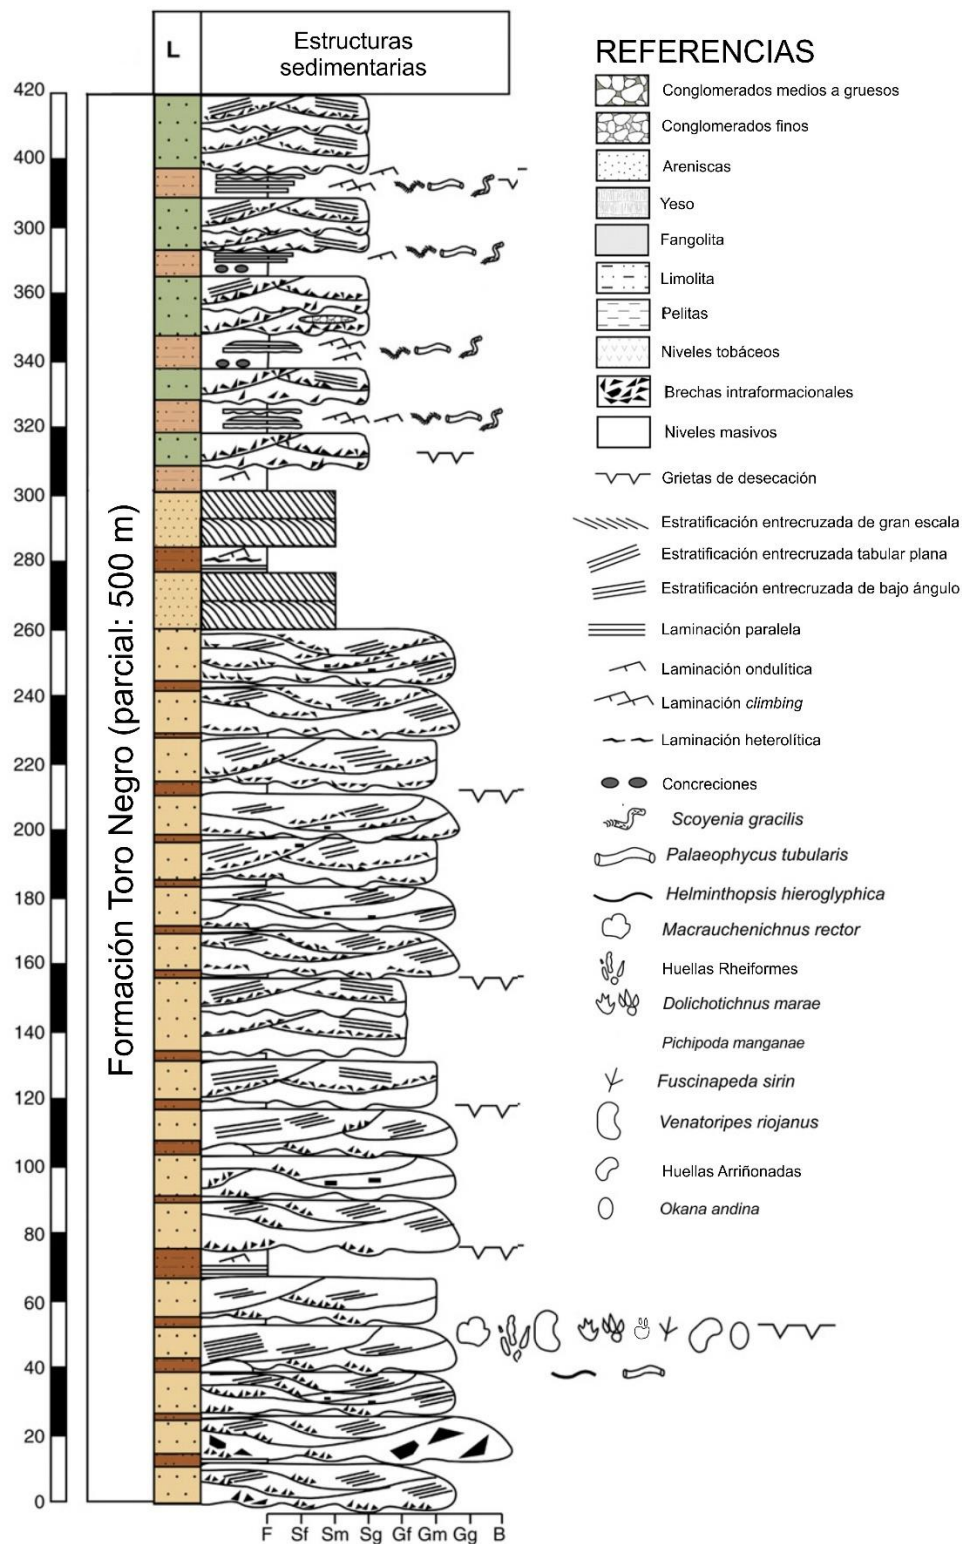 L
Estructuras
sedimentarias
420
400
380
300
360
340
320
300
280
260
240
220
200
180
160
140
120
100
80
60
40
20
0
Formación Toro Negro (parcial: 500 m)
F Sf Sm Sg Gf Gm Gg B
REFERENCIAS
Conglomerados medios a gruesos
Conglomerados finos
Areniscas
Yeso
Fangolita
Limolita
Pelitas
Niveles tobáceos
Brechas intraformacionales
Niveles masivos
Grietas de desecación
Estratificación entrecruzada de gran escala
Estratificación entrecruzada tabular plana
Estratificación entrecruzada de bajo ángulo
Laminación paralela
Laminación ondulítica
Laminación climbing
Laminación heterolítica
Concreciones
Scoyenia gracilis
Palaeophycus tubularis
Helminthopsis hieroglyphica
Macrauchenichnus rector
Huellas Rheiformes
Dolichotichnus marae
Pichipoda manganae
Fuscinapeda sirin
Venatoripes riojanus
Huellas Arriñonadas
Okana andina